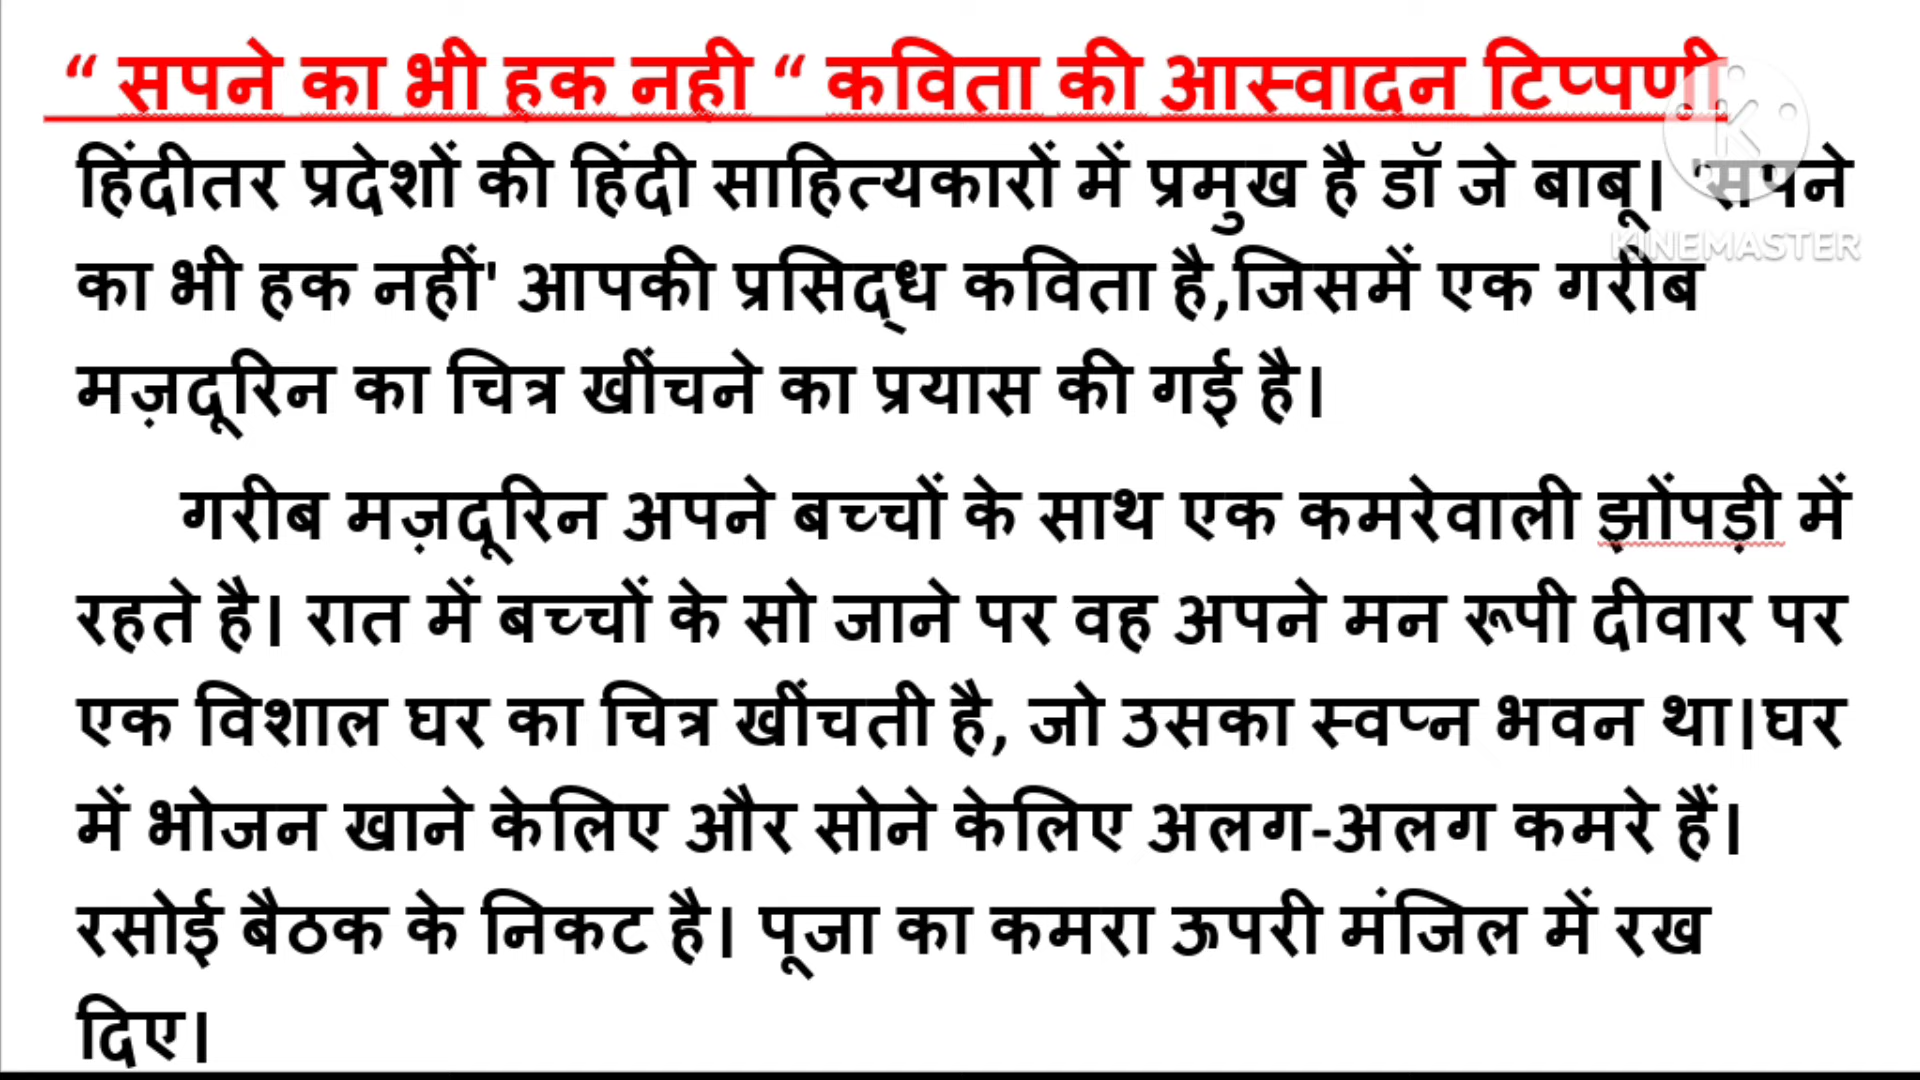 “ सपने का भी हक नही “ कविता की आस्वादन टिप्पणी
हिंदीतर प्रदेशों की हिंदी साहित्यकारों में प्रमुख है डॉ जे बाबू। 'सपने
का भी हक नहीं' आपकी प्रसिद्ध कविता है,जिसमें एक गरीब
मज़दूरिन का चित्र खींचने का प्रयास की गई है।
गरीब मज़दूरिन अपने बच्चों के साथ एक कमरेवाली झोंपड़ी में
रहते है। रात में बच्चों के सो जाने पर वह अपने मन रूपी दीवार पर
एक विशाल घर का चित्र खींचती है, जो उसका स्वप्न भवन था।घर
में भोजन खाने केलिए और सोने केलिए अलग-अलग कमरे हैं।
रसोई बैठक के निकट है। पूजा का कमरा ऊपरी मंजिल में रख
दिए।
K
KINEMASTER